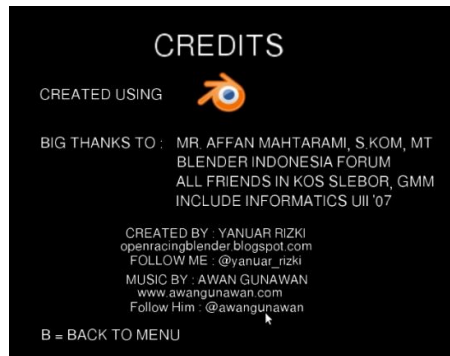 CREDITS
CREATED USING
BIG THANKS TO : MR. AFFAN MAHTARAMI, S.KOM, MT
BLENDER INDONESIA FORUM
ALL FRIENDS IN KOS SLEBOR, GMM
INCLUDE INFORMATICS UII '07
CREATED BY : YANUAR RIZKI
openracingblender.blogspot.com
FOLLOW ME : @yanuar_rizki
MUSIC BY : AWAN GUNAWAN
www.awangunawan.com
Follow Him : @awangunawan
B = BACK TO MENU